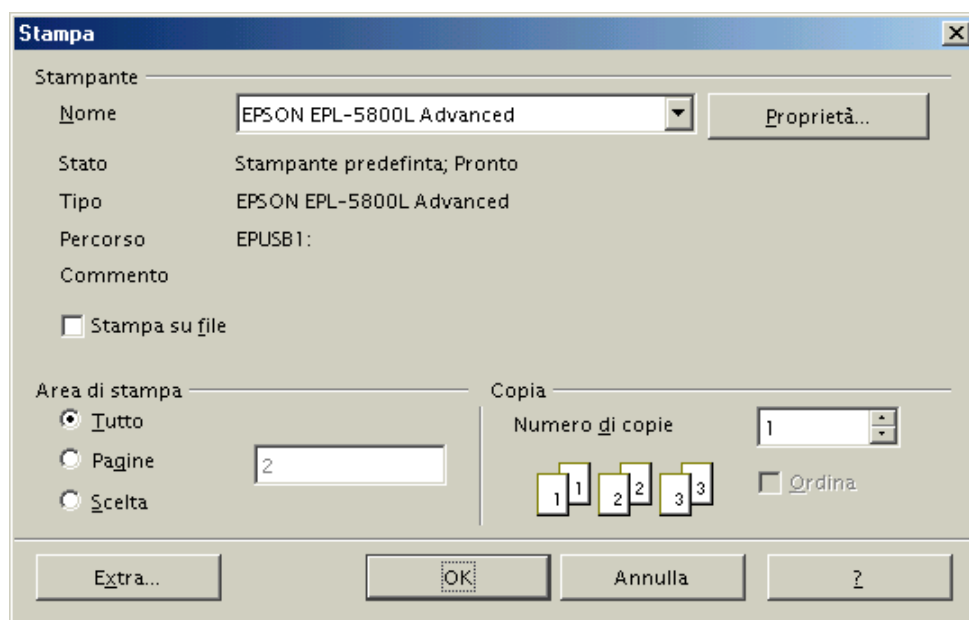 Stampa
Stampante
Nome EPSON EPL-5800L Advanced Proprietà...
Stato Stampante predefinta; Pronto
Tipo EPSON EPL-5800L Advanced
Percorso EPUSB1:
Commento
Stampa su file
Area di stampa Copia
Tutto Numero di copie 1
Pagine 2 1 1 2 2 3 3 Ordina
Scelta
Extra... OK Annulla ?